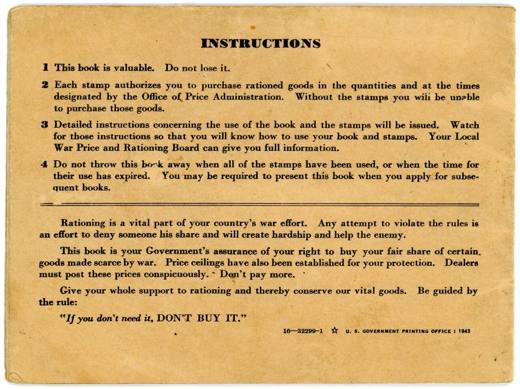 INSTRUCTIONS
1 This book is valuable. Do not lose it.
2 Each stamp authorizes you to purchase rationed goods in the quantities and at the times
designated by the Office of Price Administration. Without the stamps you will be unable
to purchase those goods.
3 Detailed instructions concerning the use of the book and the stamps will be issued. Watch
for those instructions so that you will know how to use your book and stamps. Your Local
War Price and Rationing Board can give you full information.
4 Do not throw this book away when all of the stamps have been used, or when the time for
their use has expired. You may be required to present this book when you apply for subse-
quent books.
Rationing is a vital part of your country's war effort. Any attempt to violate the rules is
an effort to deny someone his share and will create hardship and help the enemy.
This book is your Government's assurance of your right to buy your fair share of certain
goods made scarce by war. Price ceilings have also been established for your protection. Dealers
must post these prices conspicuously. Don't pay more.
Give your whole support to rationing and thereby conserve our vital goods. Be guided by
the rule:
"If you don't need it, DON'T BUY IT."
16—32299-1 ☆ U. S. GOVERNMENT PRINTING OFFICE : 1943